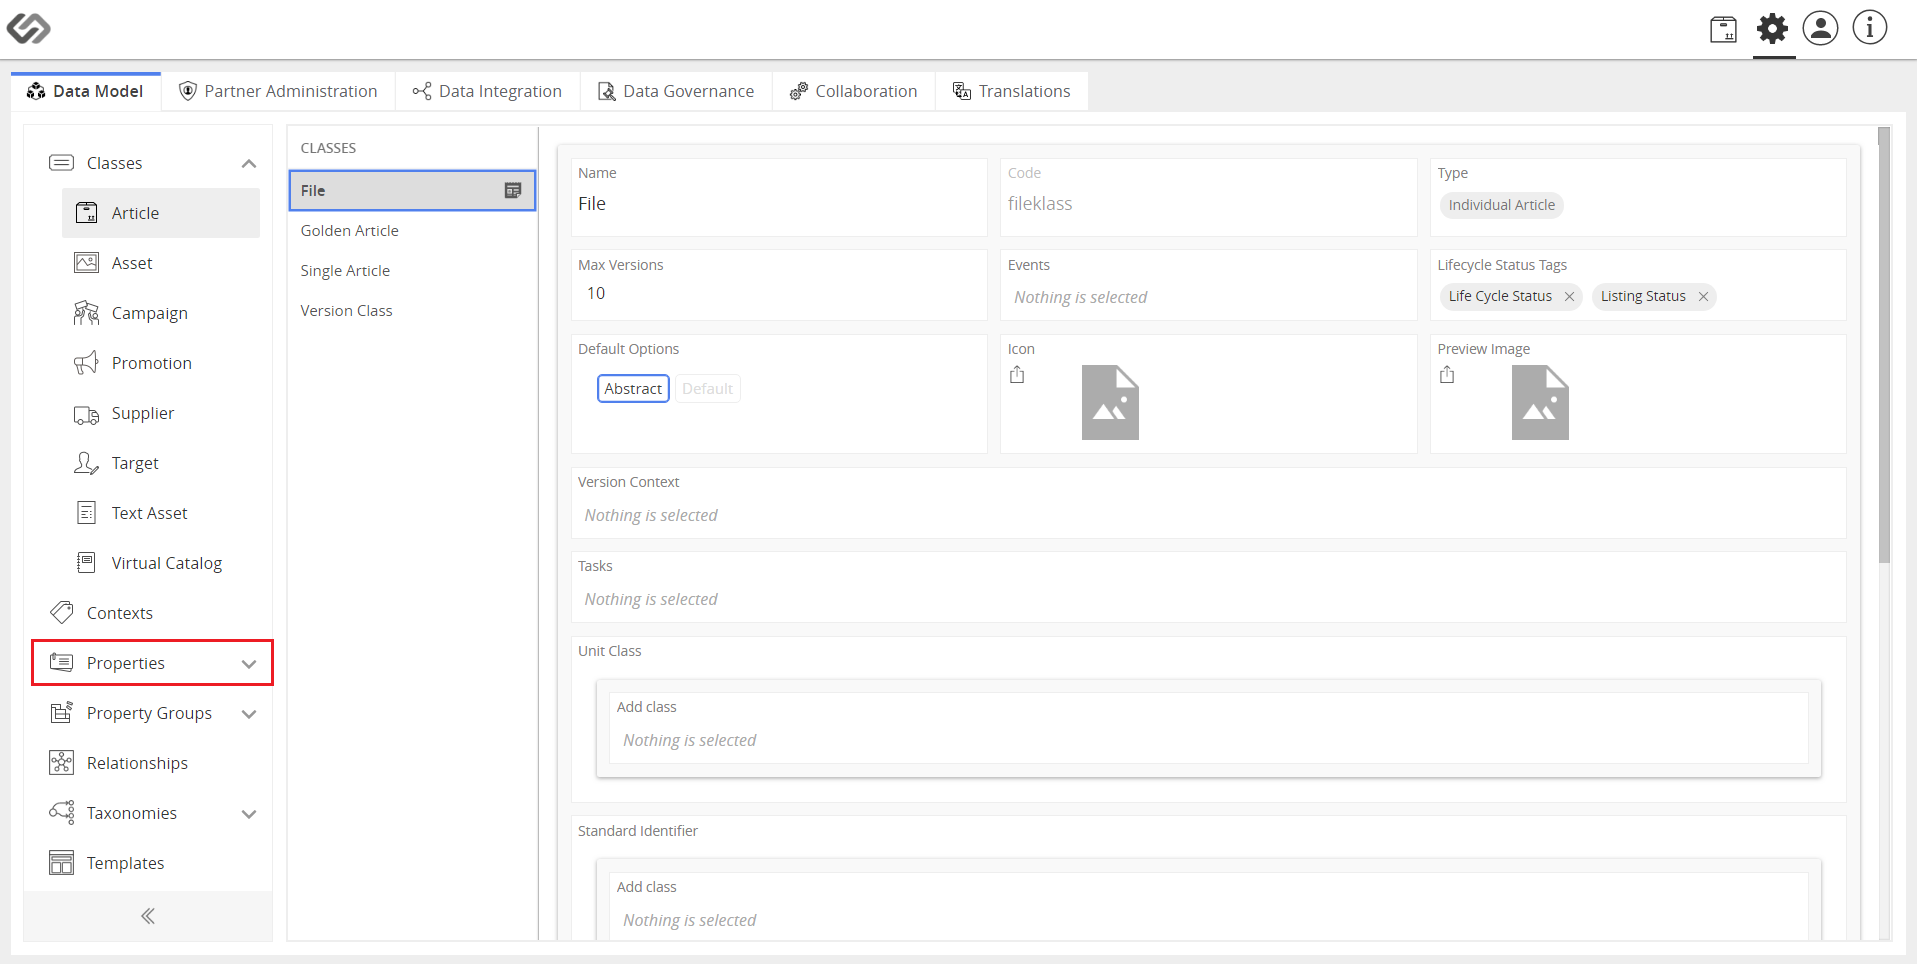 Data Model
Partner Administration
Data Integration
Data Governance
Collaboration
Translations
Classes
Article
Asset
Campaign
Promotion
Supplier
Target
Text Asset
Virtual Catalog
Contexts
Properties
Property Groups
Relationships
Taxonomies
Templates
CLASSES
File
Golden Article
Single Article
Version Class
Name
File
Code
fileklass
Type
Individual Article
Max Versions
10
Events
Nothing is selected
Lifecycle Status Tags
Life Cycle Status
Listing Status
Default Options
Abstract Default
Icon
Preview Image
Version Context
Nothing is selected
Tasks
Nothing is selected
Unit Class
Add class
Nothing is selected
Standard Identifier
Add class
Nothing is selected